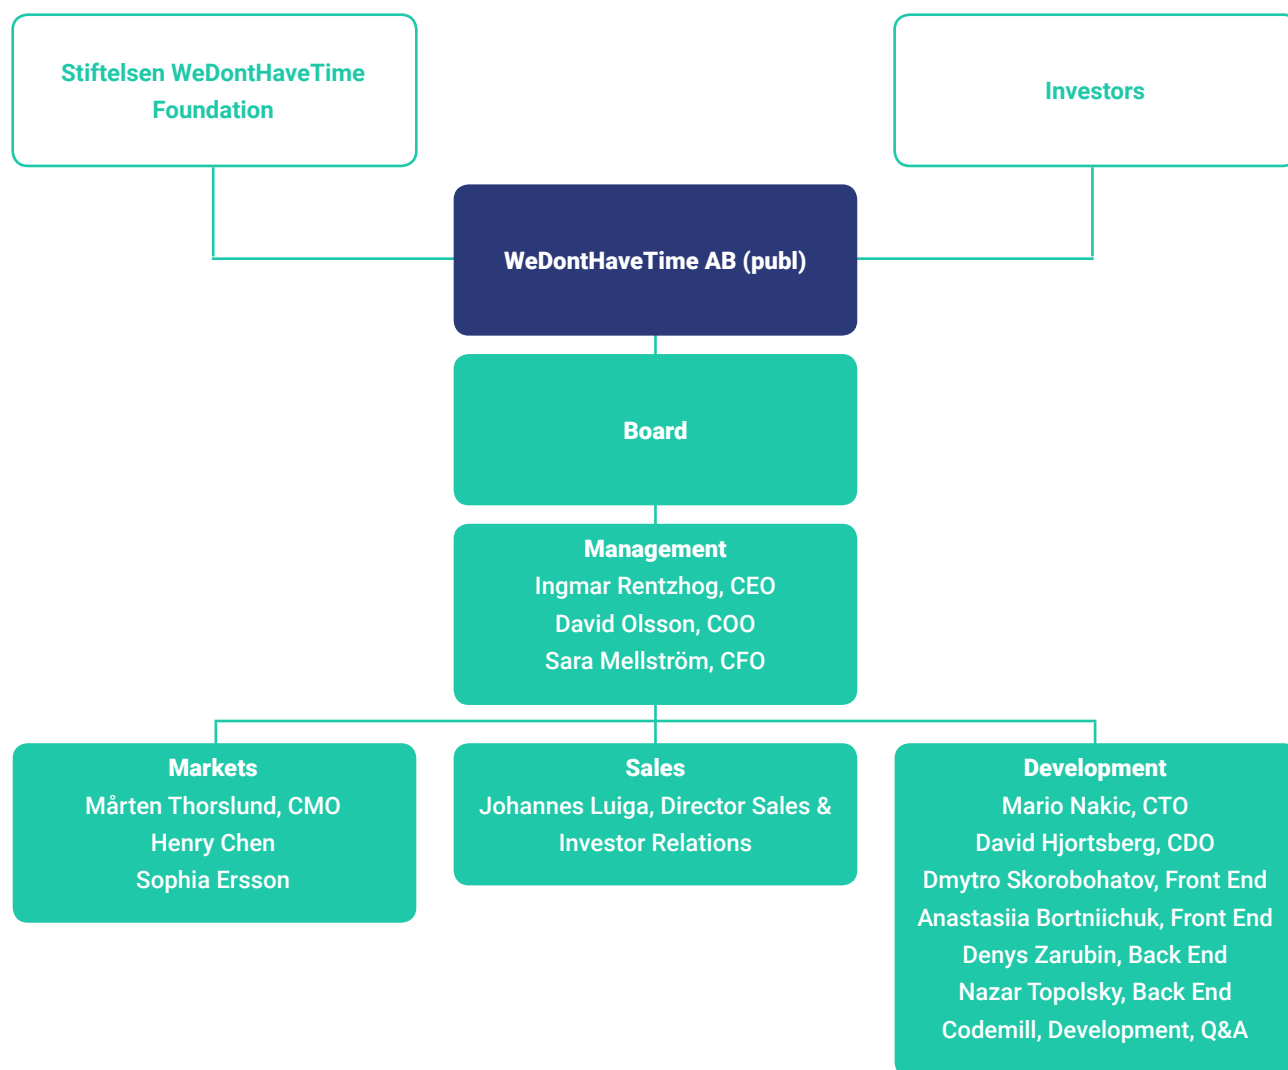 Stiftelsen WeDontHaveTime
Foundation
Investors
WeDontHaveTime AB (publ)
Board
Management
Ingmar Rentzhog, CEO
David Olsson, COO
Sara Mellström, CFO
Markets
Mårten Thorslund, CMO
Henry Chen
Sophia Ersson
Sales
Johannes Luiga, Director Sales &
Investor Relations
Development
Mario Nakic, CTO
David Hjortsberg, CDO
Dmytro Skorobohatov, Front End
Anastasiia Bortniichuk, Front End
Denys Zarubin, Back End
Nazar Topolsky, Back End
Codemill, Development, Q&A